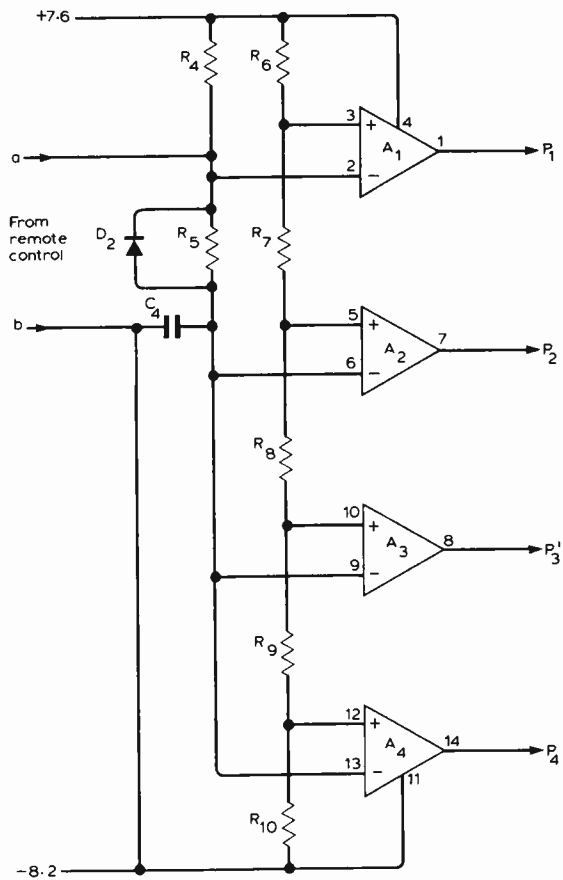 +7·6
R4
R6
3
+
4
A1
1
P1
a
2
−
From
remote
control
D2
R5
R7
C4
b
5
+
A2
7
P2
6
−
R8
10
+
A3
8
P3'
9
−
R9
12
+
A4
14
P4
13
−
11
R10
−8·2